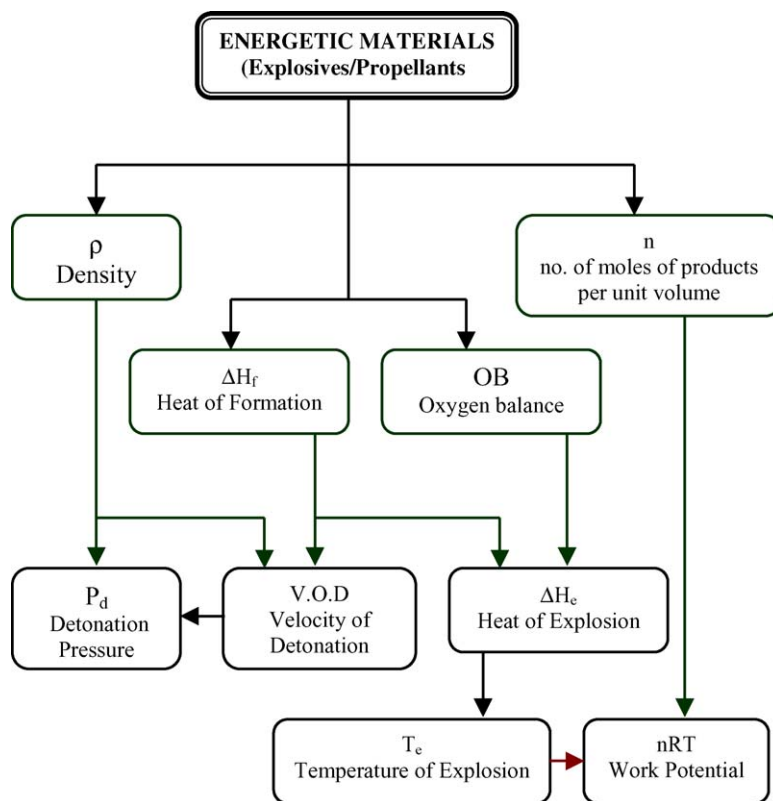 ENERGETIC MATERIALS
(Explosives/Propellants
ρ
Density
n
no. of moles of products
per unit volume
ΔHf
Heat of Formation
OB
Oxygen balance
Pd
Detonation
Pressure
V.O.D
Velocity of
Detonation
ΔHe
Heat of Explosion
Te
Temperature of Explosion
nRT
Work Potential